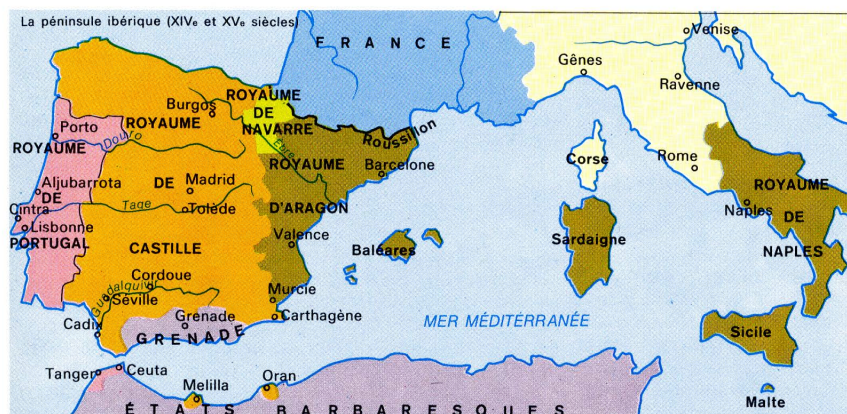 La péninsule ibérique (XIVe et XVe siècles)
FRANCE
Venise
Gênes
Ravenne
ROYAUME
DE
NAVARRE
Burgos
Porto
ROYAUME
Douro
Roussillon
Ebre
ROYAUME
ROYAUME
Barcelone
Corse
Rome
Aljubarrota
DE
DE
Madrid
ROYAUME
Cintra
Tage
Tolède
D'ARAGON
Naples
DE
Lisbonne
PORTUGAL
CASTILLE
Valence
Baléares
Sardaigne
NAPLES
Cordoue
Guadalquivir
Séville
Murcie
Cadix
Grenade
Carthagène
MER MÉDITERRANÉE
GRENADE
Sicile
Tanger
Ceuta
Melilla
Oran
Malte
ÉTATS BARBARESQUES